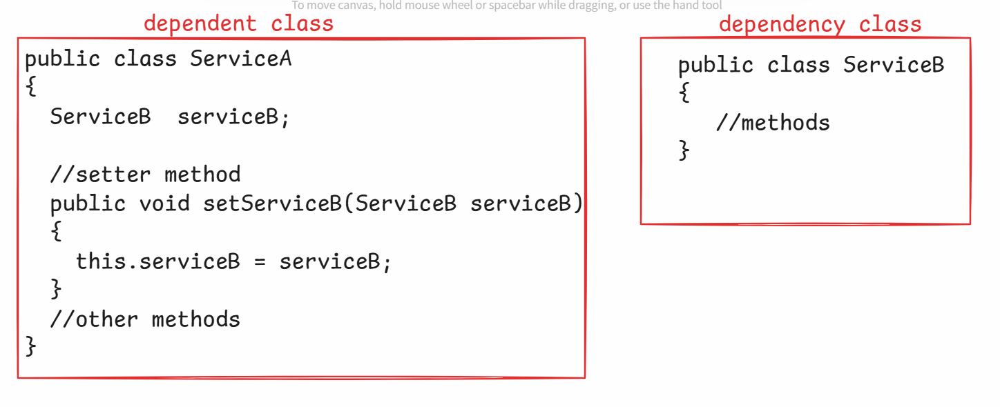 To move canvas, hold mouse wheel or spacebar while dragging, or use the hand tool
dependent class
public class ServiceA
{
  ServiceB  serviceB;

  //setter method
  public void setServiceB(ServiceB serviceB)
  {
    this.serviceB = serviceB;
  }
  //other methods
}
dependency class
public class ServiceB
{
   //methods
}